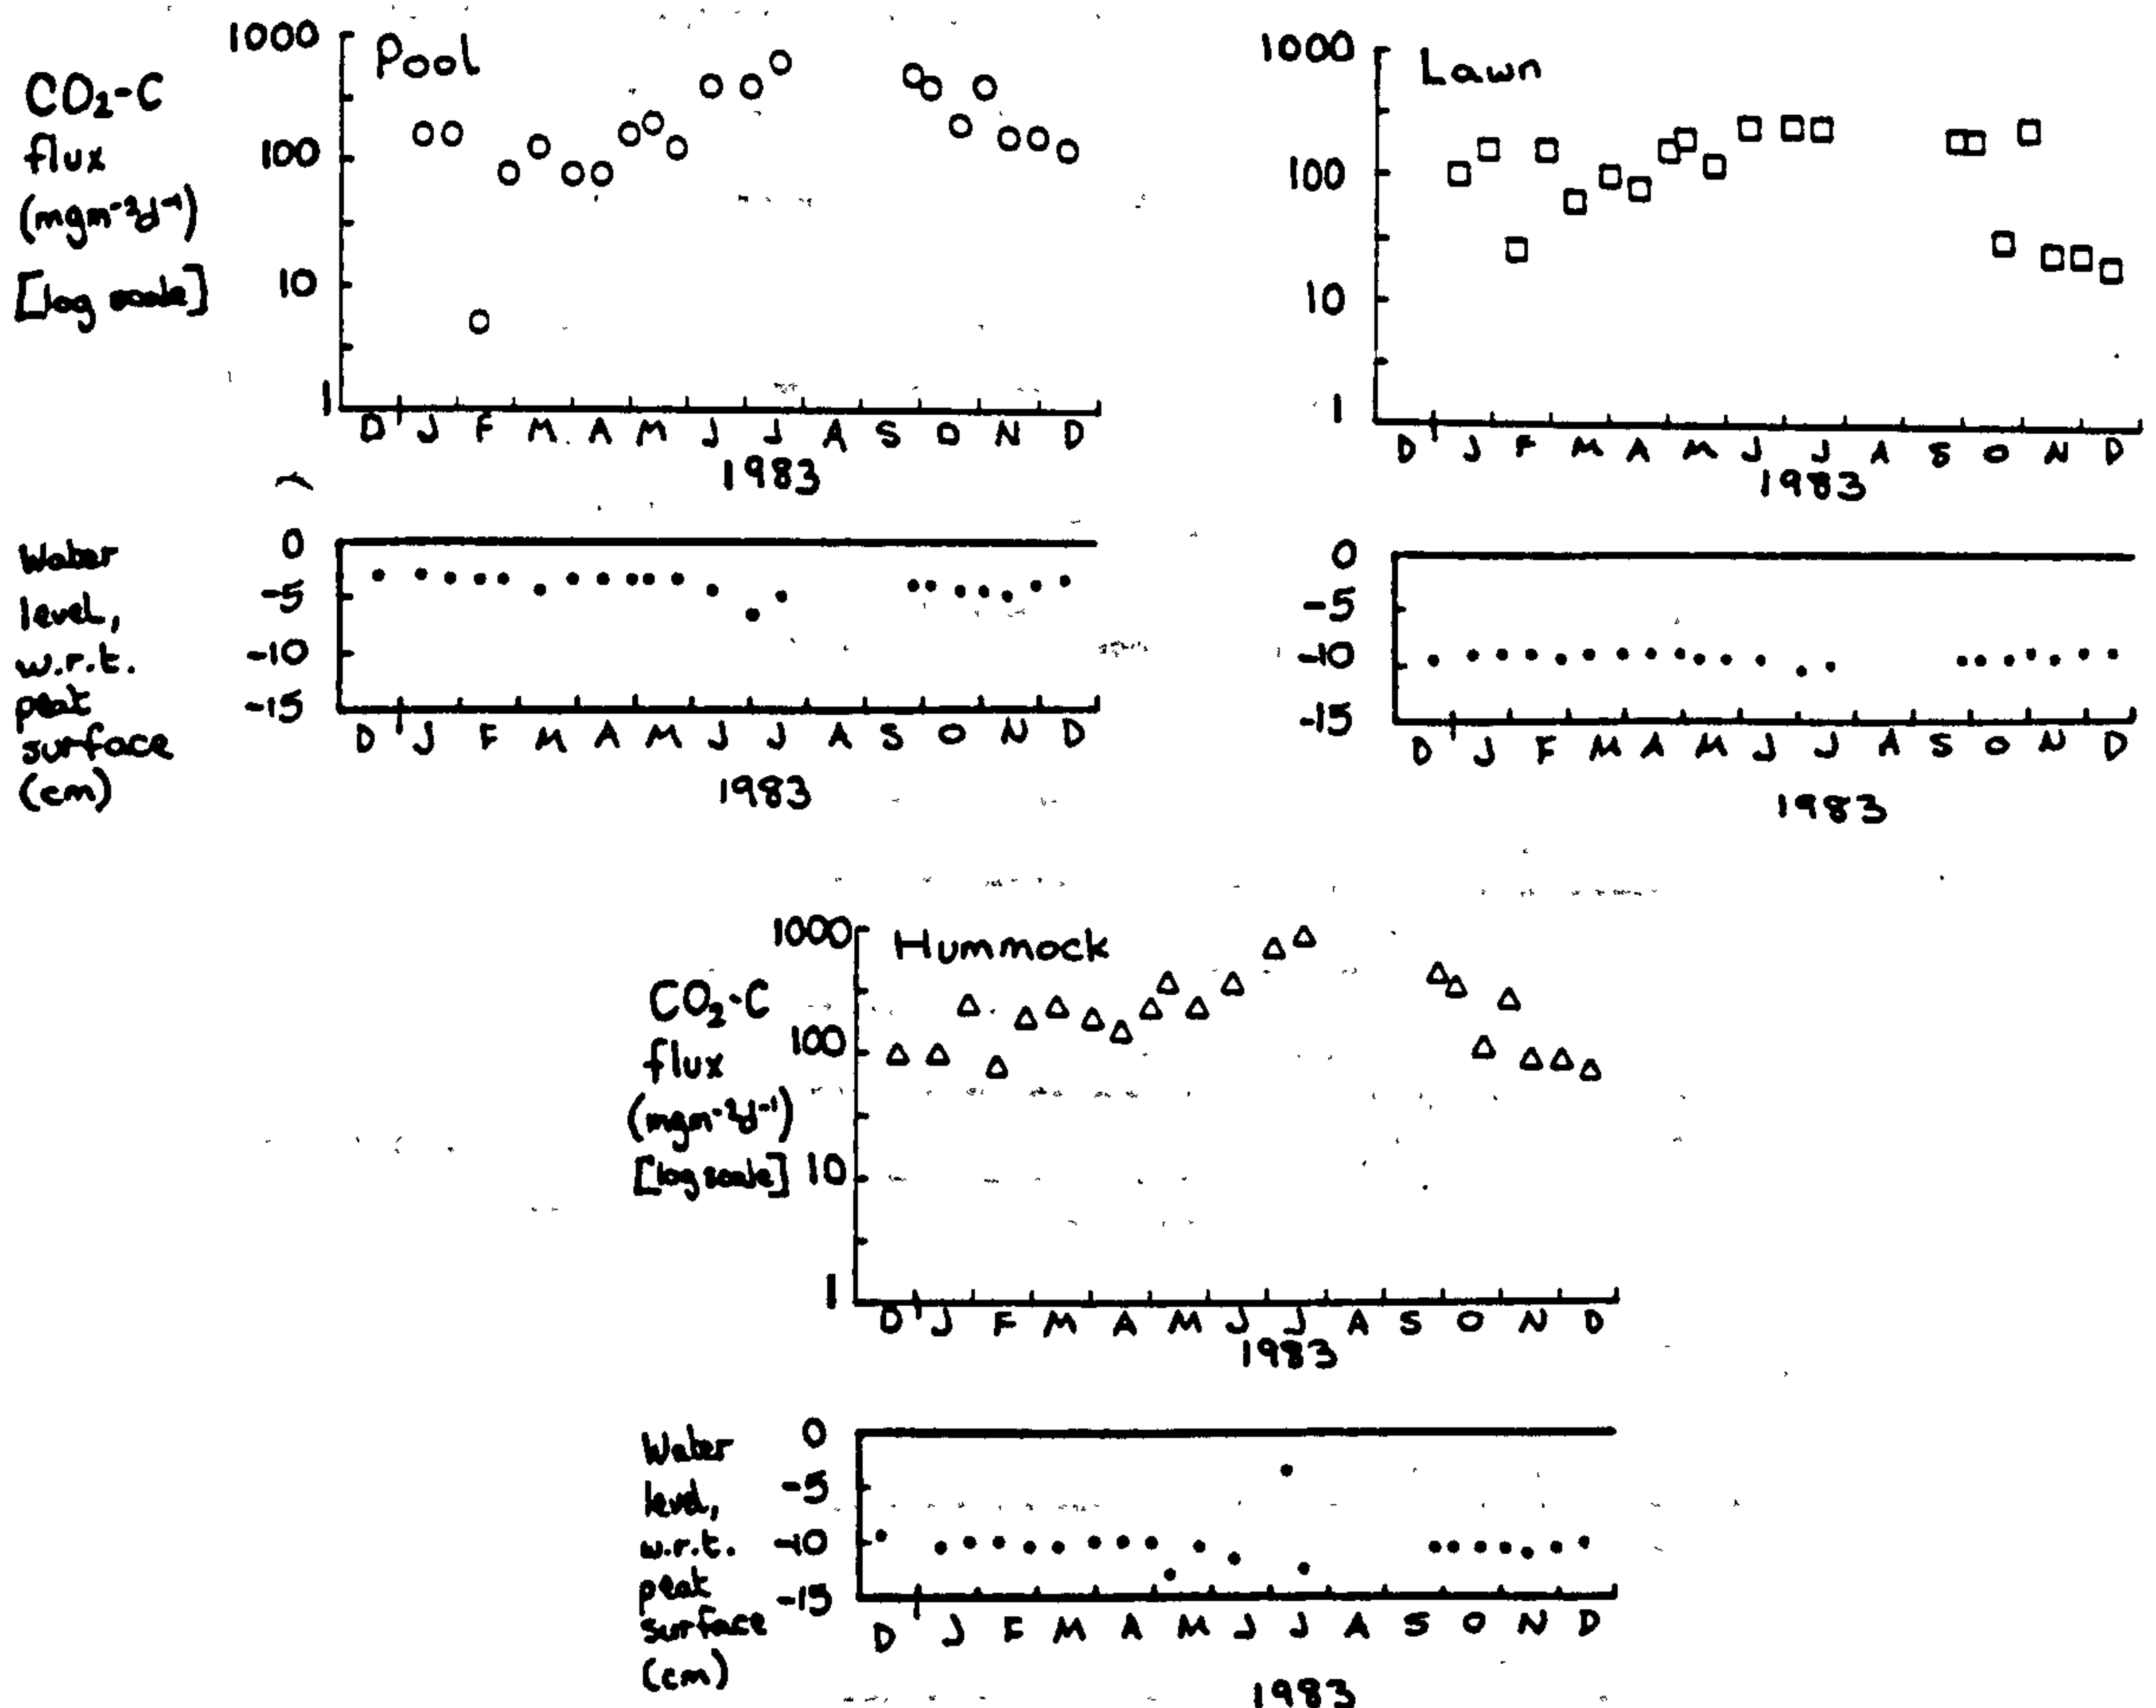 Pool
CO₂-C
flux
(mgm⁻²d⁻¹)
[log scale]
1000
100
10
1
D J F M A M J J A S O N D
1983
Lawn
1000
100
10
1
D J F M A M J J A S O N D
1983
Water
level,
w.r.t.
peat
surface
(cm)
0
-5
-10
-15
D J F M A M J J A S O N D
1983
0
-5
-10
-15
D J F M A M J J A S O N D
1983
Hummock
CO₂-C
flux
(mgm⁻²d⁻¹)
[log scale]
1000
100
10
1
D J F M A M J J A S O N D
1983
Water
level,
w.r.t.
peat
surface
(cm)
0
-5
-10
-15
D J F M A M J J A S O N D
1983